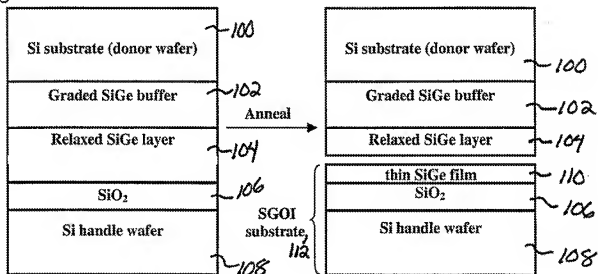 Si substrate (donor wafer)
100
Graded SiGe buffer
102
Relaxed SiGe layer
104
SiO₂
106
Si handle wafer
108
Anneal
Si substrate (donor wafer)
100
Graded SiGe buffer
102
Relaxed SiGe layer
104
thin SiGe film
110
SiO₂
106
SGOI
substrate,
112
Si handle wafer
108